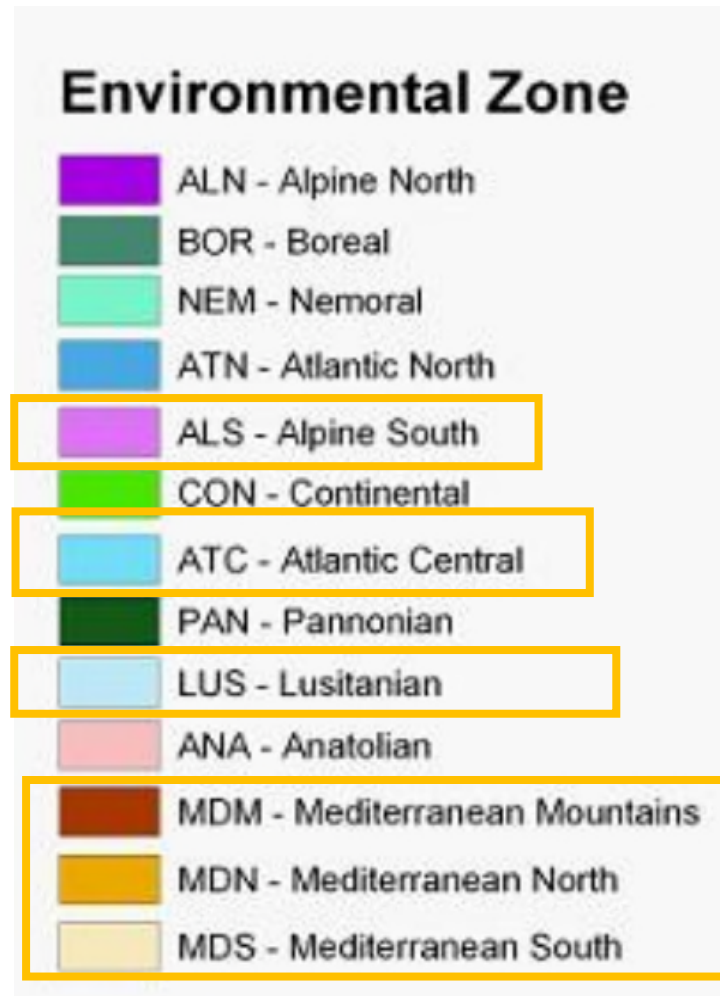 Environmental Zone
ALN - Alpine North
BOR - Boreal
NEM - Nemoral
ATN - Atlantic North
ALS - Alpine South
CON - Continental
ATC - Atlantic Central
PAN - Pannonian
LUS - Lusitanian
ANA - Anatolian
MDM - Mediterranean Mountains
MDN - Mediterranean North
MDS - Mediterranean South